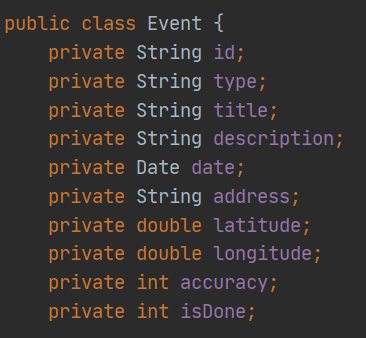 public class Event {
    private String id;
    private String type;
    private String title;
    private String description;
    private Date date;
    private String address;
    private double latitude;
    private double longitude;
    private int accuracy;
    private int isDone;